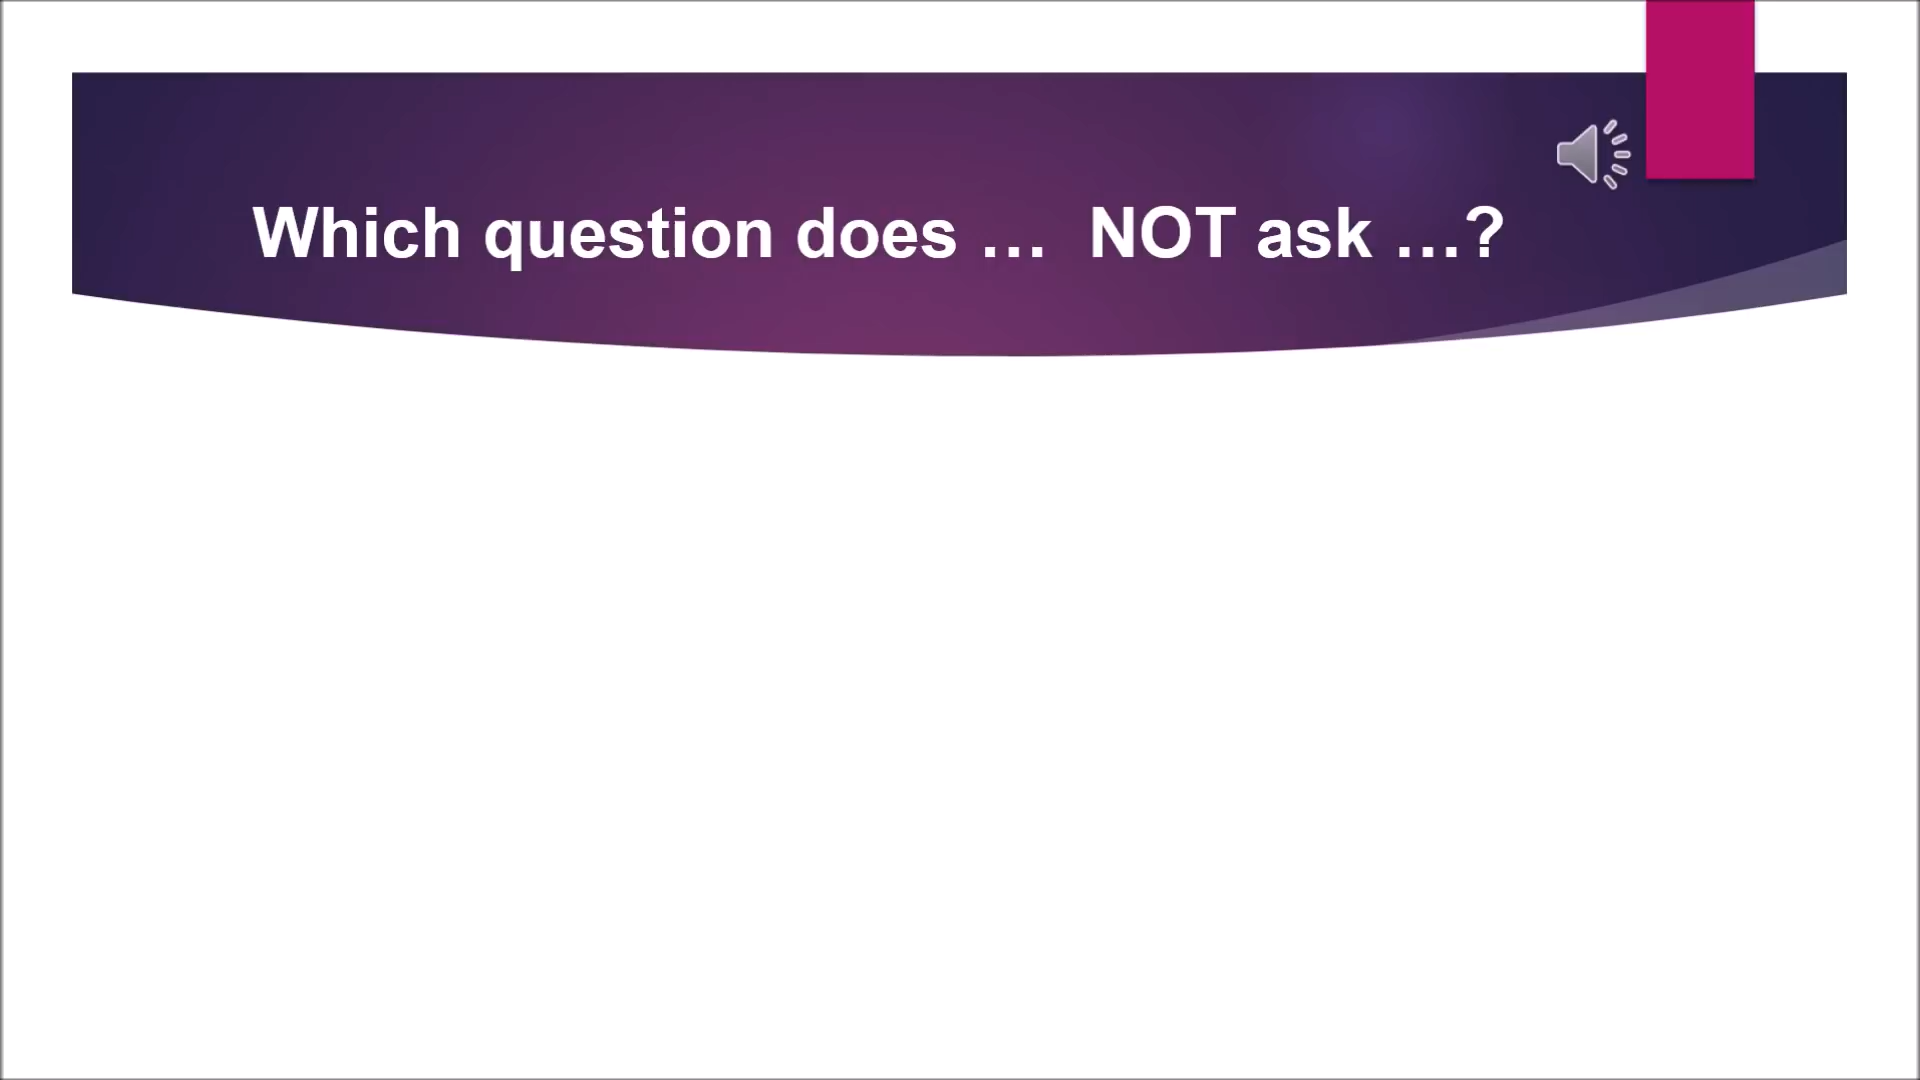 Which question does …  NOT ask …?